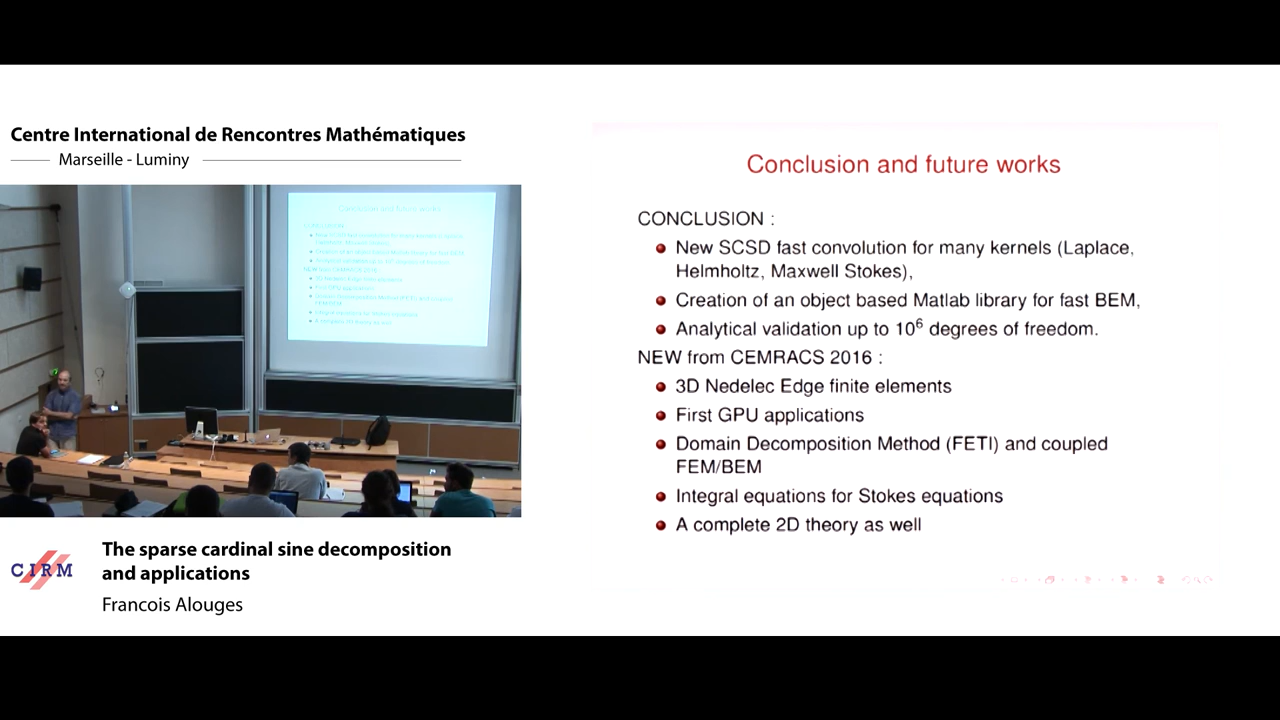 Centre International de Rencontres Mathématiques
Marseille - Luminy
Conclusion and future works
CONCLUSION :
New SCSD fast convolution for many kernels (Laplace,
Helmholtz, Maxwell Stokes),
Creation of an object based Matlab library for fast BEM,
Analytical validation up to 10⁶ degrees of freedom.
NEW from CEMRACS 2016 :
3D Nedelec Edge finite elements
First GPU applications
Domain Decomposition Method (FETI) and coupled
FEM/BEM
Integral equations for Stokes equations
A complete 2D theory as well
CIRM
The sparse cardinal sine decomposition
and applications
Francois Alouges